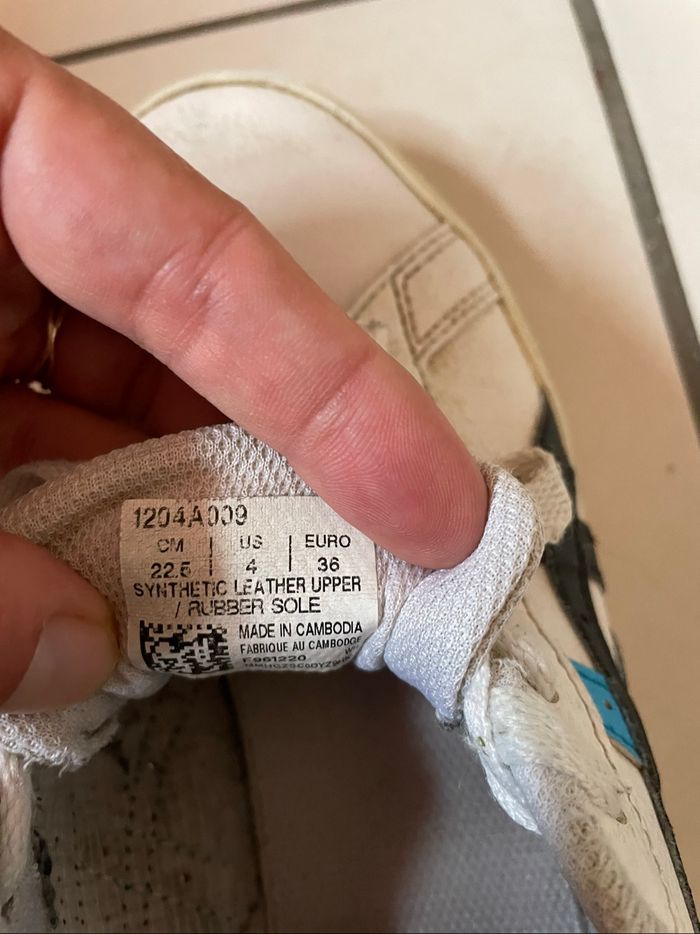 1204A009
CM | US | EURO
22.5 | 4 | 36
SYNTHETIC LEATHER UPPER
/ RUBBER SOLE
MADE IN CAMBODIA
FABRIQUE AU CAMBODGE
F961220